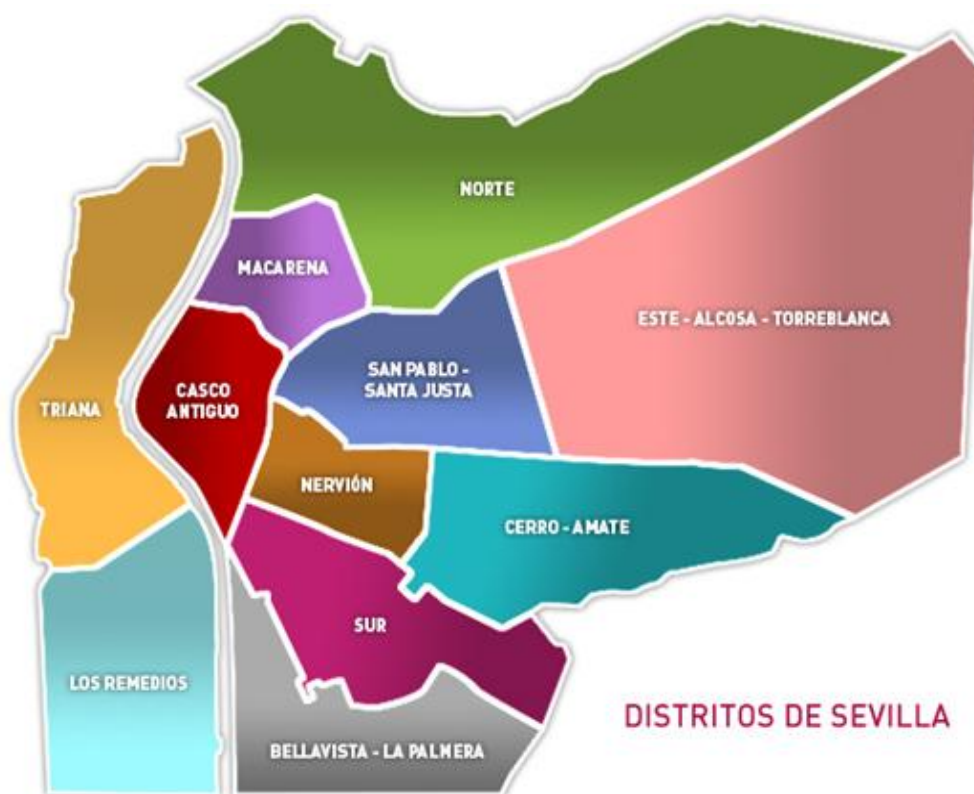 NORTE
MACARENA
ESTE - ALCOSA - TORREBLANCA
SAN PABLO -
SANTA JUSTA
CASCO
ANTIGUO
TRIANA
NERVIÓN
CERRO - AMATE
SUR
LOS REMEDIOS
DISTRITOS DE SEVILLA
BELLAVISTA - LA PALMERA